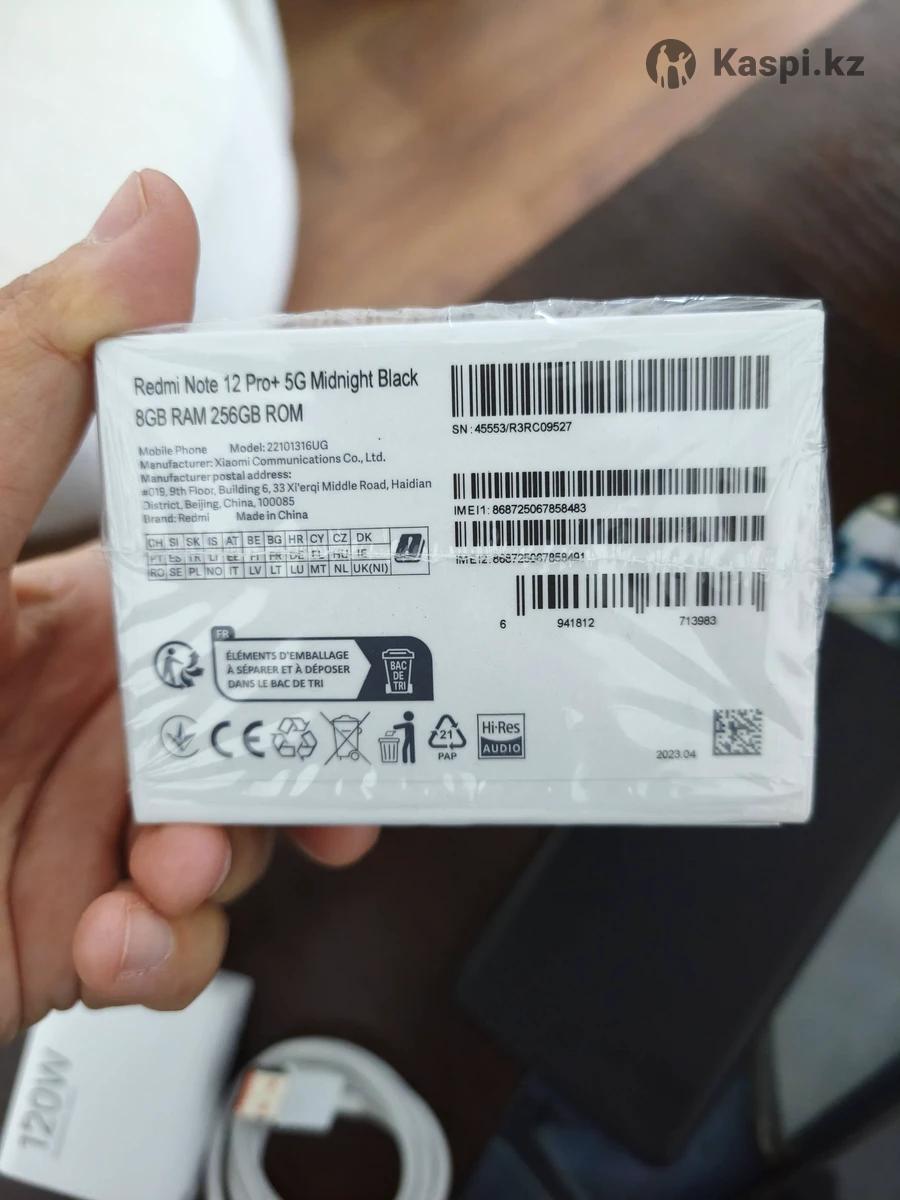 Kaspi.kz
Redmi Note 12 Pro+ 5G Midnight Black
8GB RAM 256GB ROM
Mobile Phone Model: 22101316UG
Manufacturer: Xiaomi Communications Co., Ltd.
Manufacturer postal address:
#019, 9th Floor, Building 6, 33 Xi'erqi Middle Road, Haidian
District, Beijing, China, 100085
Brand: Redmi Made in China
CH SI SK IS AT BE BG HR CY CZ DK
PT ES TR LI EE FI FR DE EL HU IE
RO SE PL NO IT LV LT LU MT NL UK(NI)
SN: 45553/R3RC09527
IMEI1: 868725067858483
IMEI2: 868725067858491
6 941812 713983
FR
ÉLÉMENTS D'EMBALLAGE
À SÉPARER ET À DÉPOSER
DANS LE BAC DE TRI
BAC
DE
TRI
CE
21
PAP
Hi-Res
AUDIO
2023.04
120W